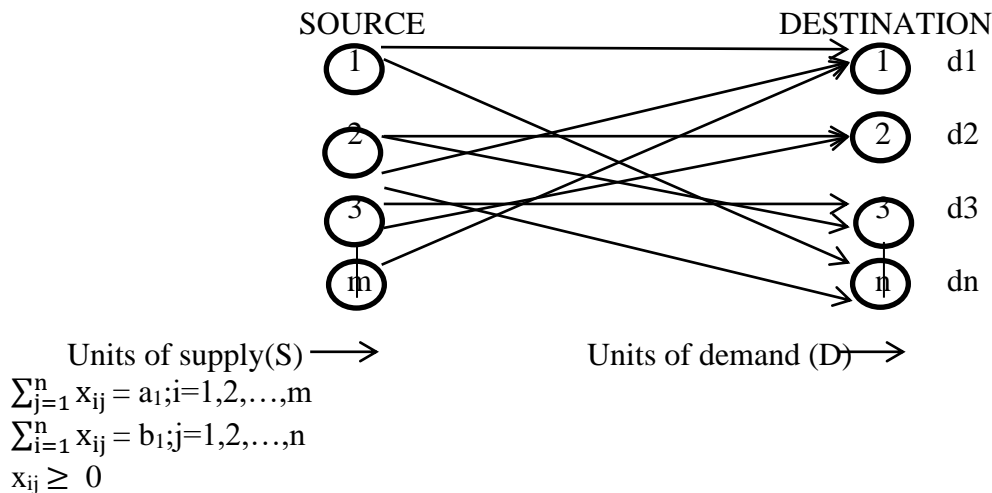 SOURCE DESTINATION
1 1 d1
2 2 d2
3 3 d3
m n dn
Units of supply(S) Units of demand (D)
∑ⁿⱼ₌₁ xᵢⱼ = a₁;i=1,2,…,m
∑ⁿᵢ₌₁ xᵢⱼ = b₁;j=1,2,…,n
xᵢⱼ ≥ 0